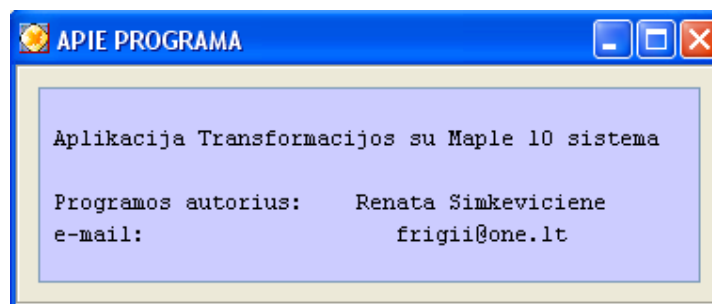 APIE PROGRAMA
Aplikacija Transformacijos su Maple 10 sistema
Programos autorius: Renata Simkeviciene
e-mail: frigii@one.lt